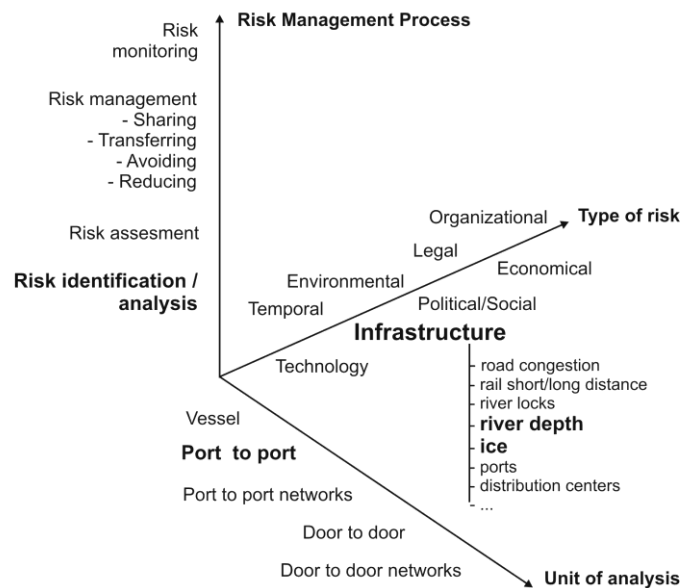 Risk Management Process
Risk
monitoring
Risk management
- Sharing
- Transferring
- Avoiding
- Reducing
Risk assesment
Risk identification /
analysis
Type of risk
Organizational
Legal
Economical
Environmental
Political/Social
Temporal
Infrastructure
Technology
road congestion
rail short/long distance
river locks
river depth
ice
ports
distribution centers
...
Vessel
Port to port
Port to port networks
Door to door
Door to door networks
Unit of analysis